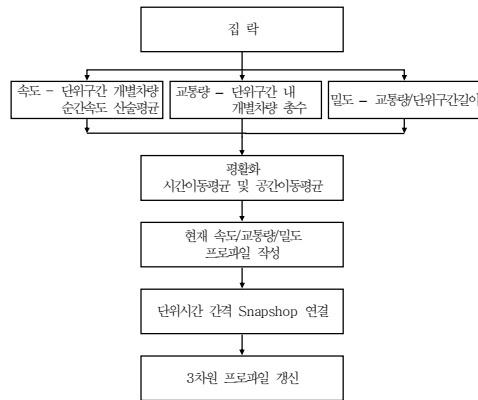 집 락
속도 - 단위구간 개별차량
순간속도 산술평균
교통량 – 단위구간 내
개별차량 총수
밀도 – 교통량/단위구간길이
평활화
시간이동평균 및 공간이동평균
현재 속도/교통량/밀도
프로파일 작성
단위시간 간격 Snapshop 연결
3차원 프로파일 갱신